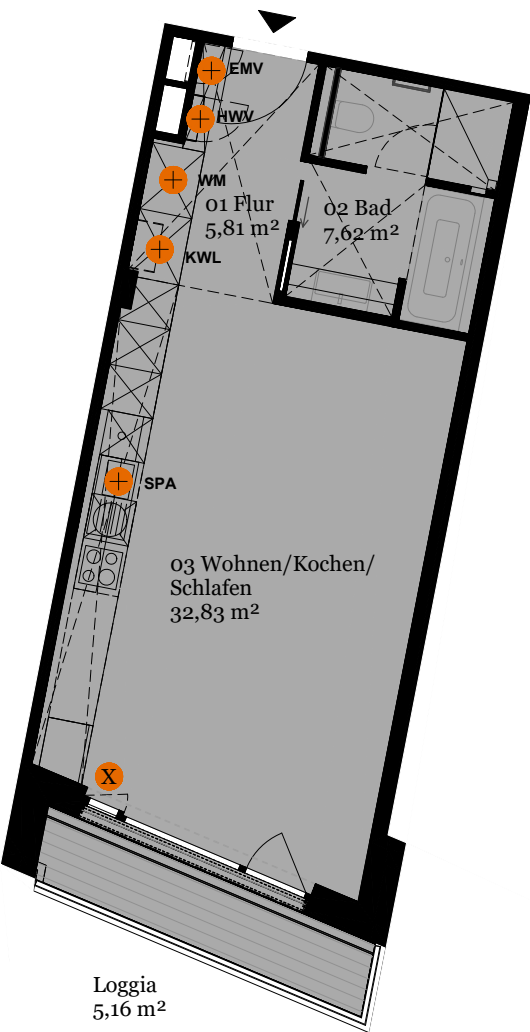 EMV
HWV
WM
01 Flur
5,81 m²
02 Bad
7,62 m²
KWL
SPA
03 Wohnen/Kochen/
Schlafen
32,83 m²
X
Loggia
5,16 m²